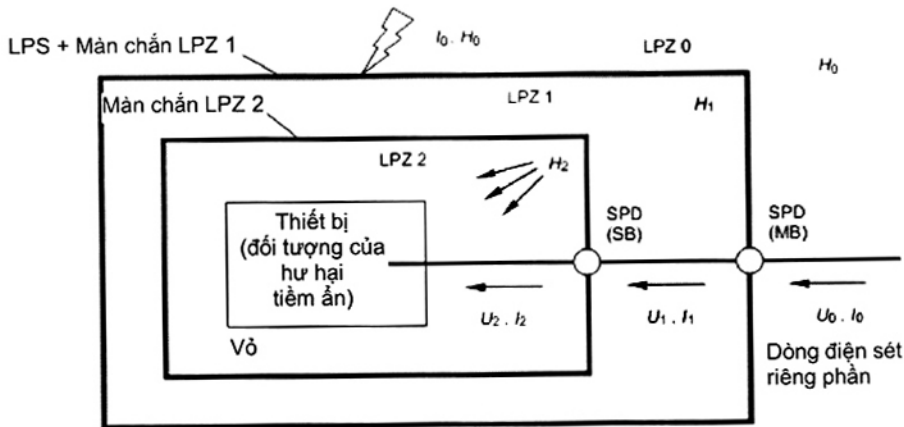 I₀ . H₀
LPZ 0
LPS + Màn chắn LPZ 1
H₀
LPZ 1
Màn chắn LPZ 2
H₁
LPZ 2
H₂
Thiết bị
(đối tượng của
hư hại
tiềm ẩn)
SPD
(SB)
SPD
(MB)
U₂ . I₂
U₁ . I₁
U₀ . I₀
Vỏ
Dòng điện sét
riêng phần